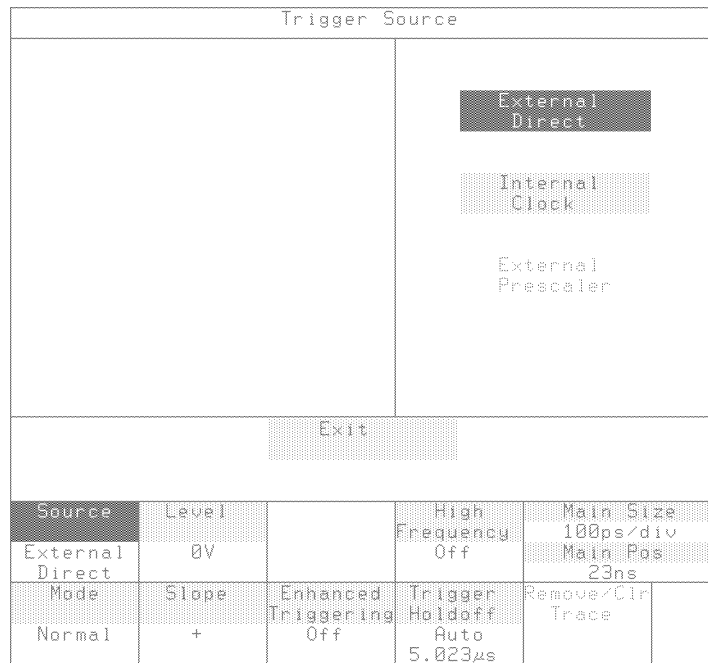 Trigger Source
External
Direct
Internal
Clock
External
Prescaler
Exit
Source
External
Direct
Level
0V
High
Frequency
Off
Main Size
100ps/div
Main Pos
23ns
Mode
Normal
Slope
+
Enhanced
Triggering
Off
Trigger
Holdoff
Auto
5.023µs
Remove/Clr
Trace